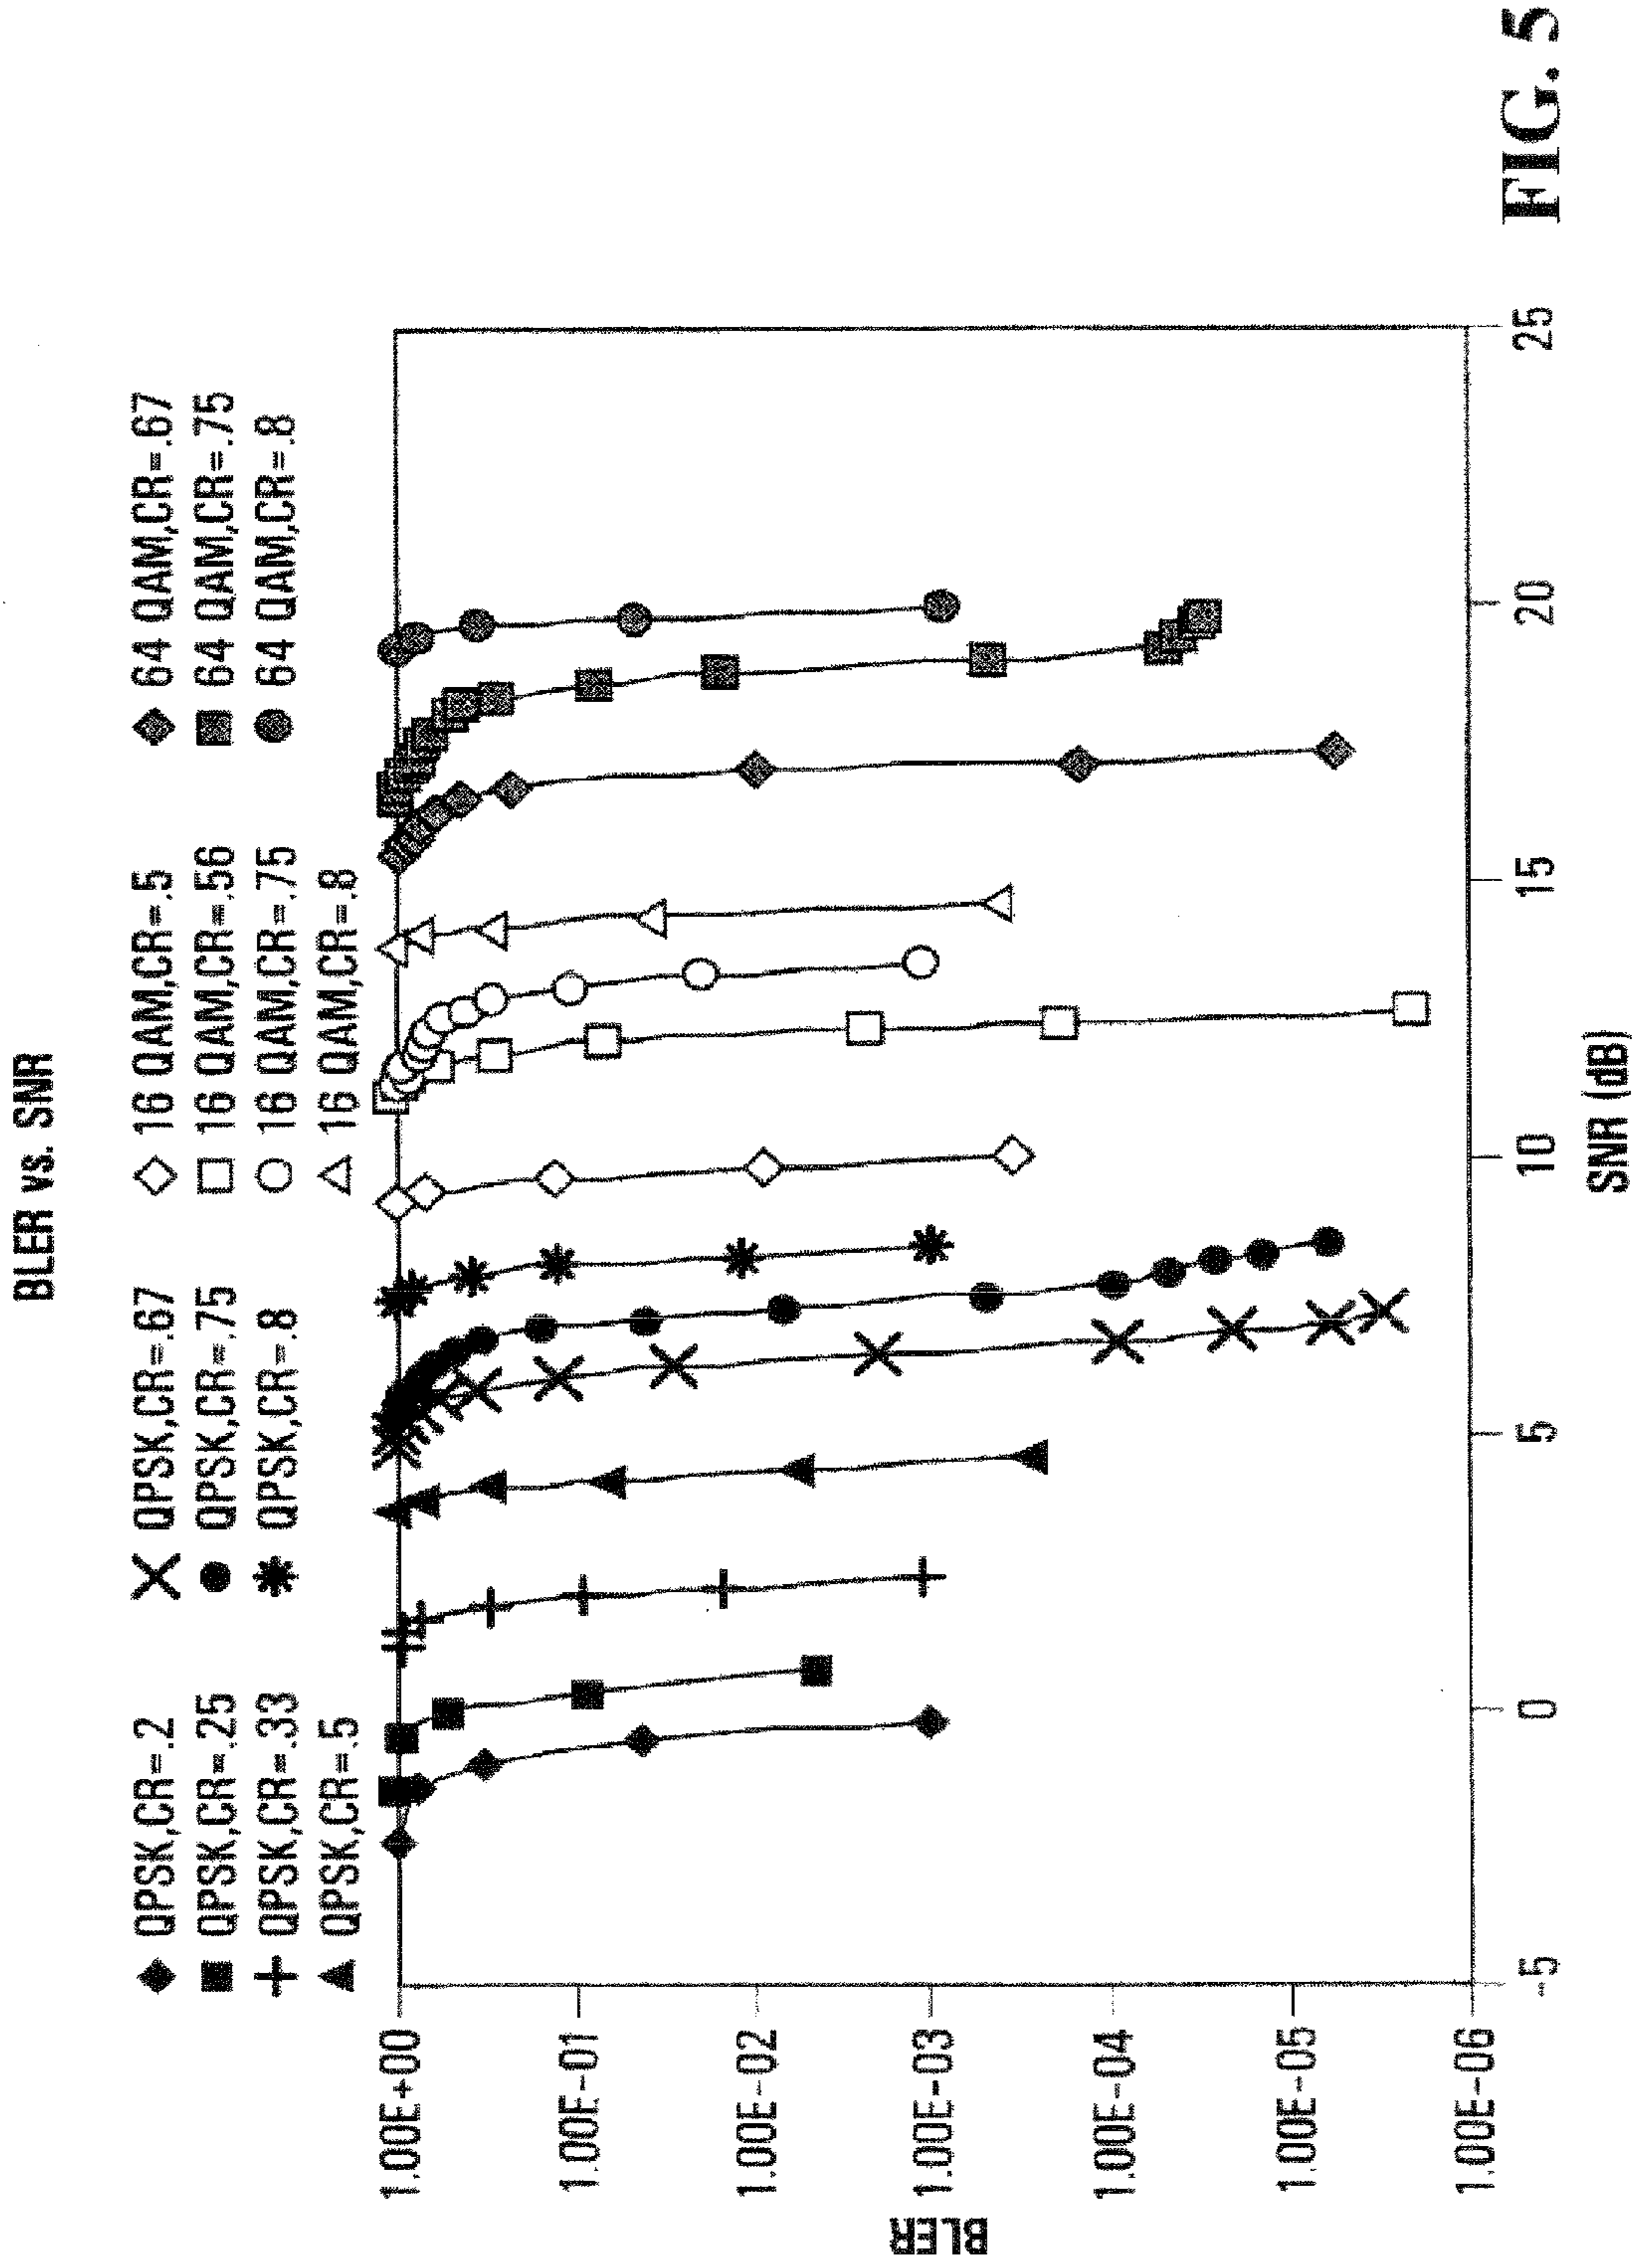 BLER vs. SNR
QPSK,CR=.2
QPSK,CR=.25
QPSK,CR=.33
QPSK,CR=.5
QPSK,CR=.67
QPSK,CR=.75
QPSK,CR=.8
16 QAM,CR=.5
16 QAM,CR=.56
16 QAM,CR=.75
16 QAM,CR=.8
64 QAM,CR=.67
64 QAM,CR=.75
64 QAM,CR=.8
BLER
1.00E+00
1.00E-01
1.00E-02
1.00E-03
1.00E-04
1.00E-05
1.00E-06
-5 0 5 10 15 20 25
SNR (dB)
FIG. 5